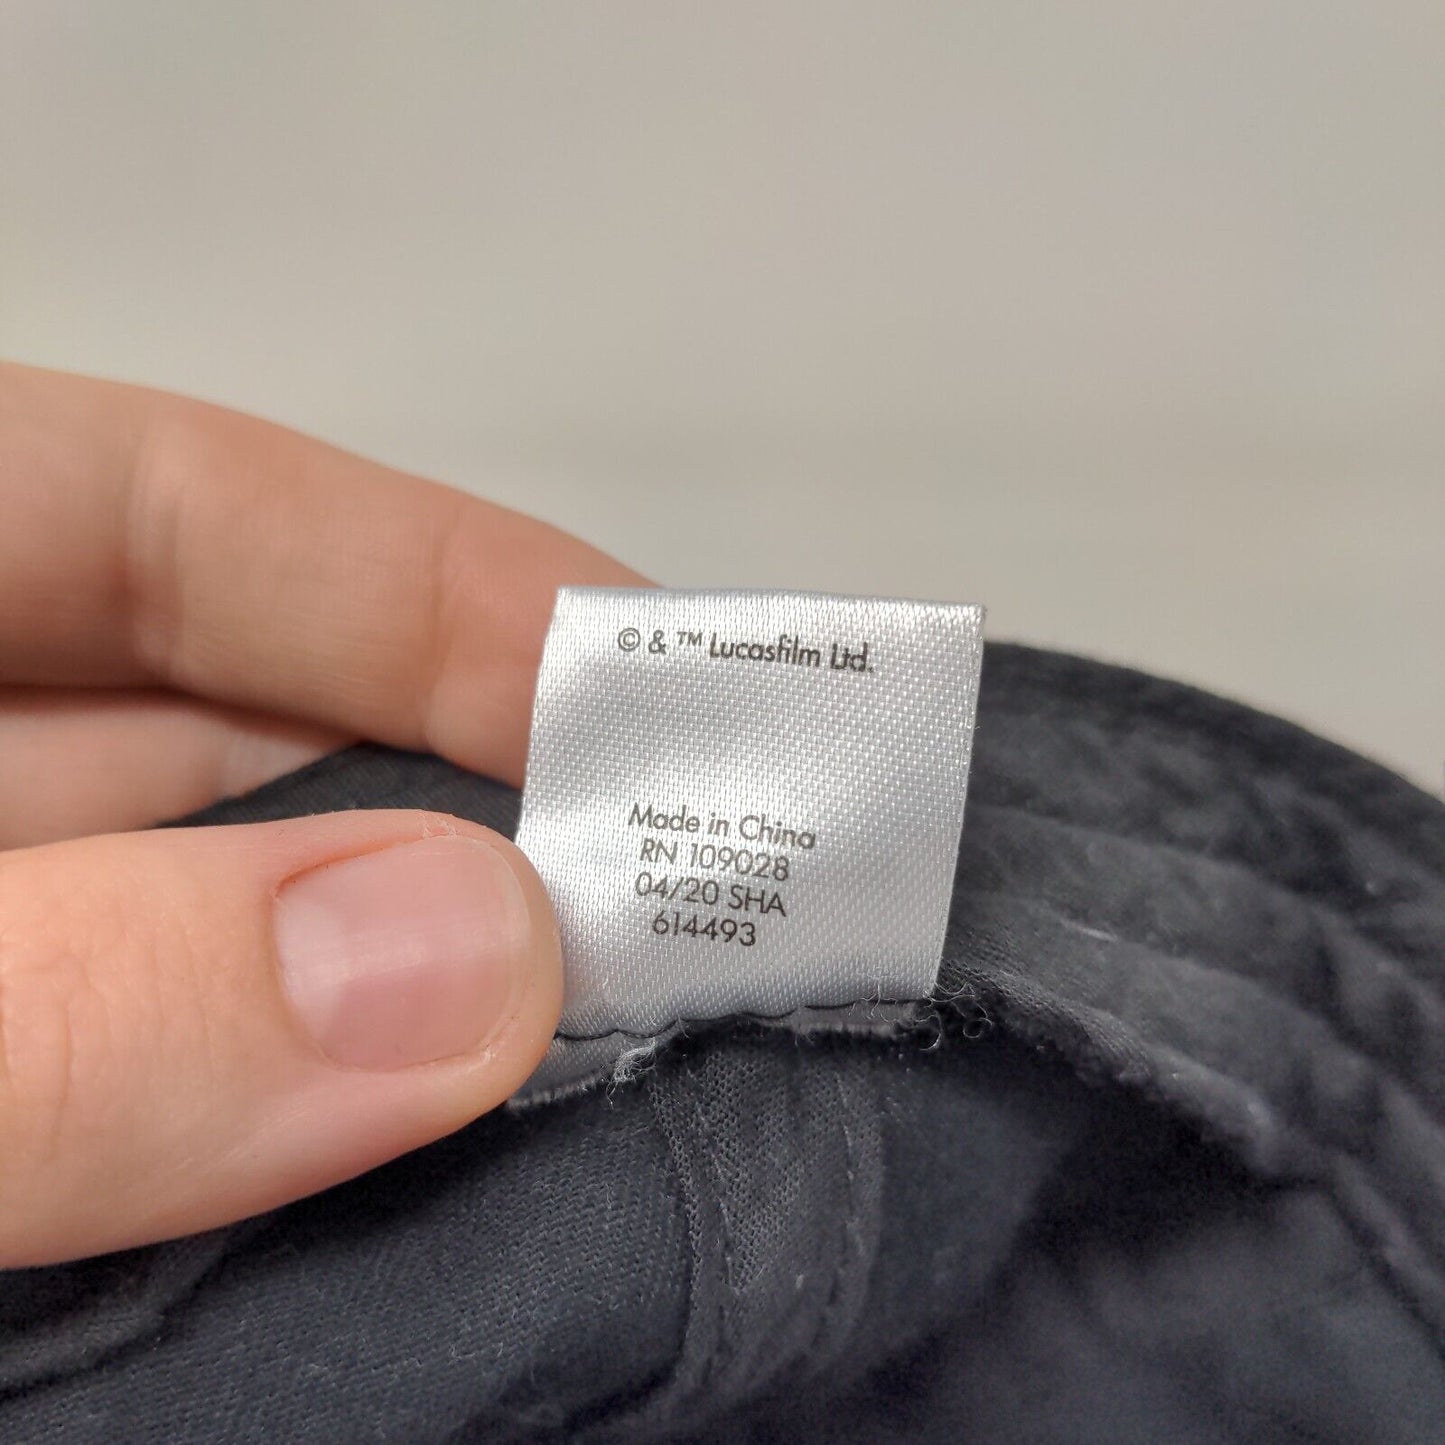 © & ™ Lucasfilm Ltd.
Made in China
RN 109028
04/20 SHA
614493